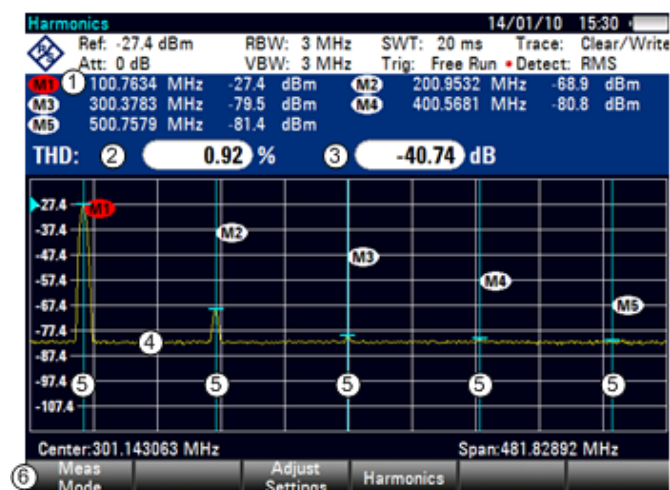 Harmonics 14/01/10 15:30
Ref: -27.4 dBm RBW: 3 MHz SWT: 20 ms Trace: Clear/Write
Att: 0 dB VBW: 3 MHz Trig: Free Run • Detect: RMS
M1 1 100.7634 MHz -27.4 dBm M2 200.9532 MHz -68.9 dBm
M3 300.3783 MHz -79.5 dBm M4 400.5681 MHz -80.8 dBm
M5 500.7579 MHz -81.4 dBm
THD: 2 0.92 % 3 -40.74 dB
-27.4 M1
-37.4 M2
-47.4 M3
-57.4 M4
-67.4 M5
-77.4
4
-87.4
-97.4 5 5 5 5 5
-107.4
Center:301.143063 MHz Span:481.82892 MHz
6 Meas Mode Adjust Settings Harmonics